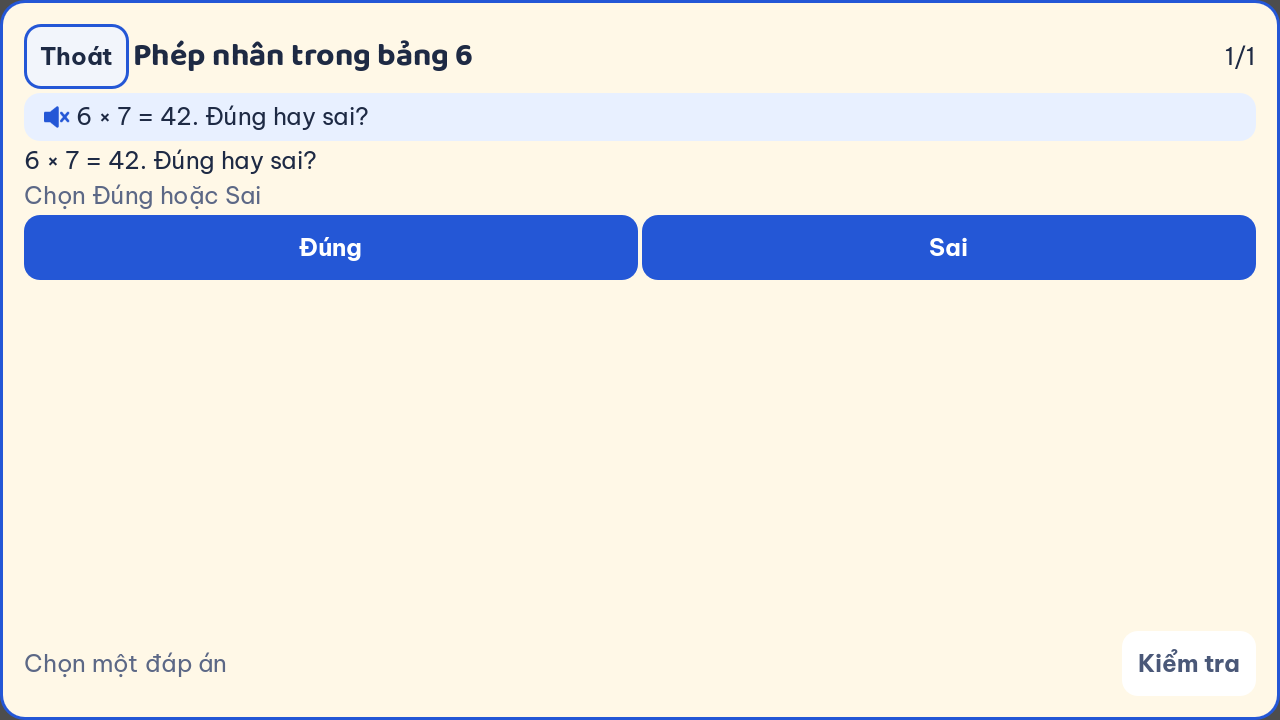 Thoát Phép nhân trong bảng 6 1/1
6 × 7 = 42. Đúng hay sai?
6 × 7 = 42. Đúng hay sai?
Chọn Đúng hoặc Sai
Đúng Sai
Chọn một đáp án Kiểm tra